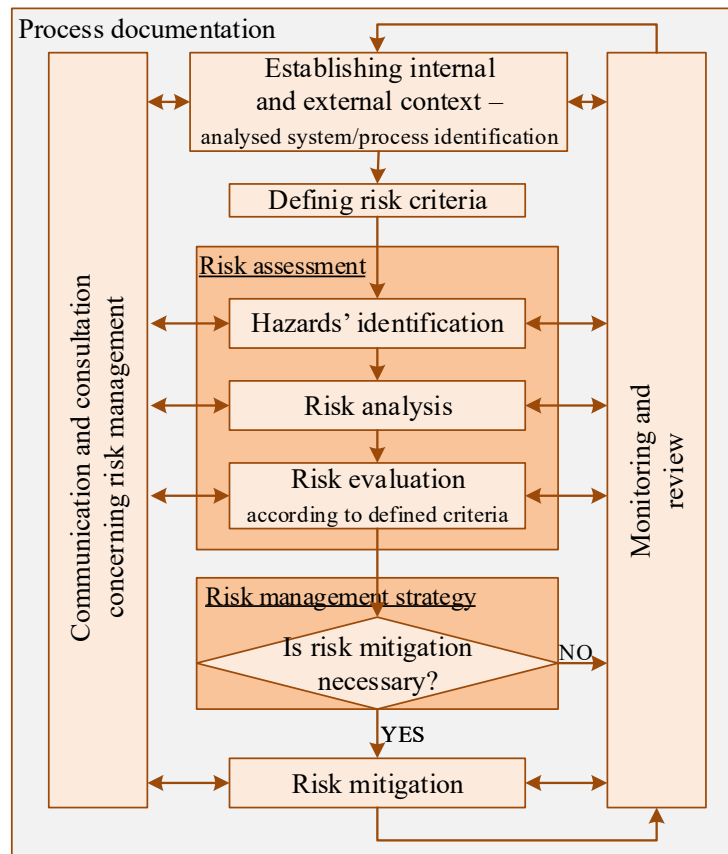 Process documentation
Establishing internal
and external context –
analysed system/process identification
Definig risk criteria
Risk assessment
Hazards’ identification
Risk analysis
Risk evaluation
according to defined criteria
Risk management strategy
Is risk mitigation
necessary?
NO
YES
Risk mitigation
Communication and consultation
concerning risk management
Monitoring and
review